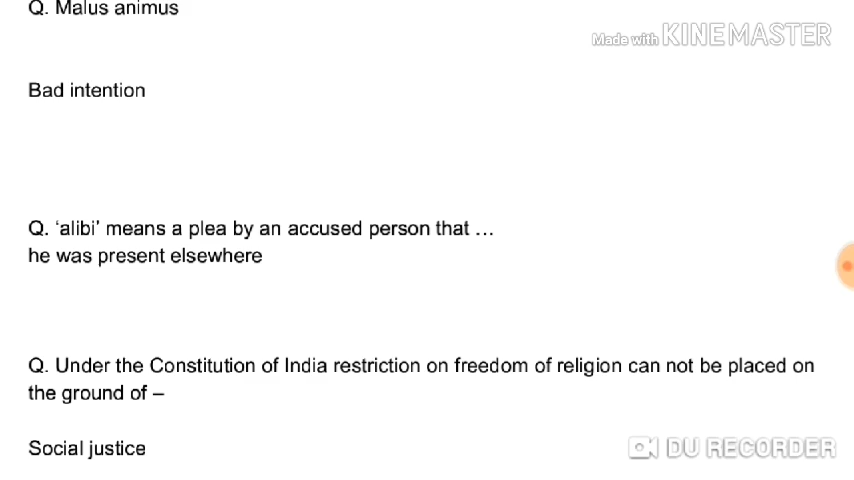 Q. Malus animus
Made with KINEMASTER
Bad intention
Q. ‘alibi’ means a plea by an accused person that …
he was present elsewhere
Q. Under the Constitution of India restriction on freedom of religion can not be placed on
the ground of –
Social justice
DU RECORDER